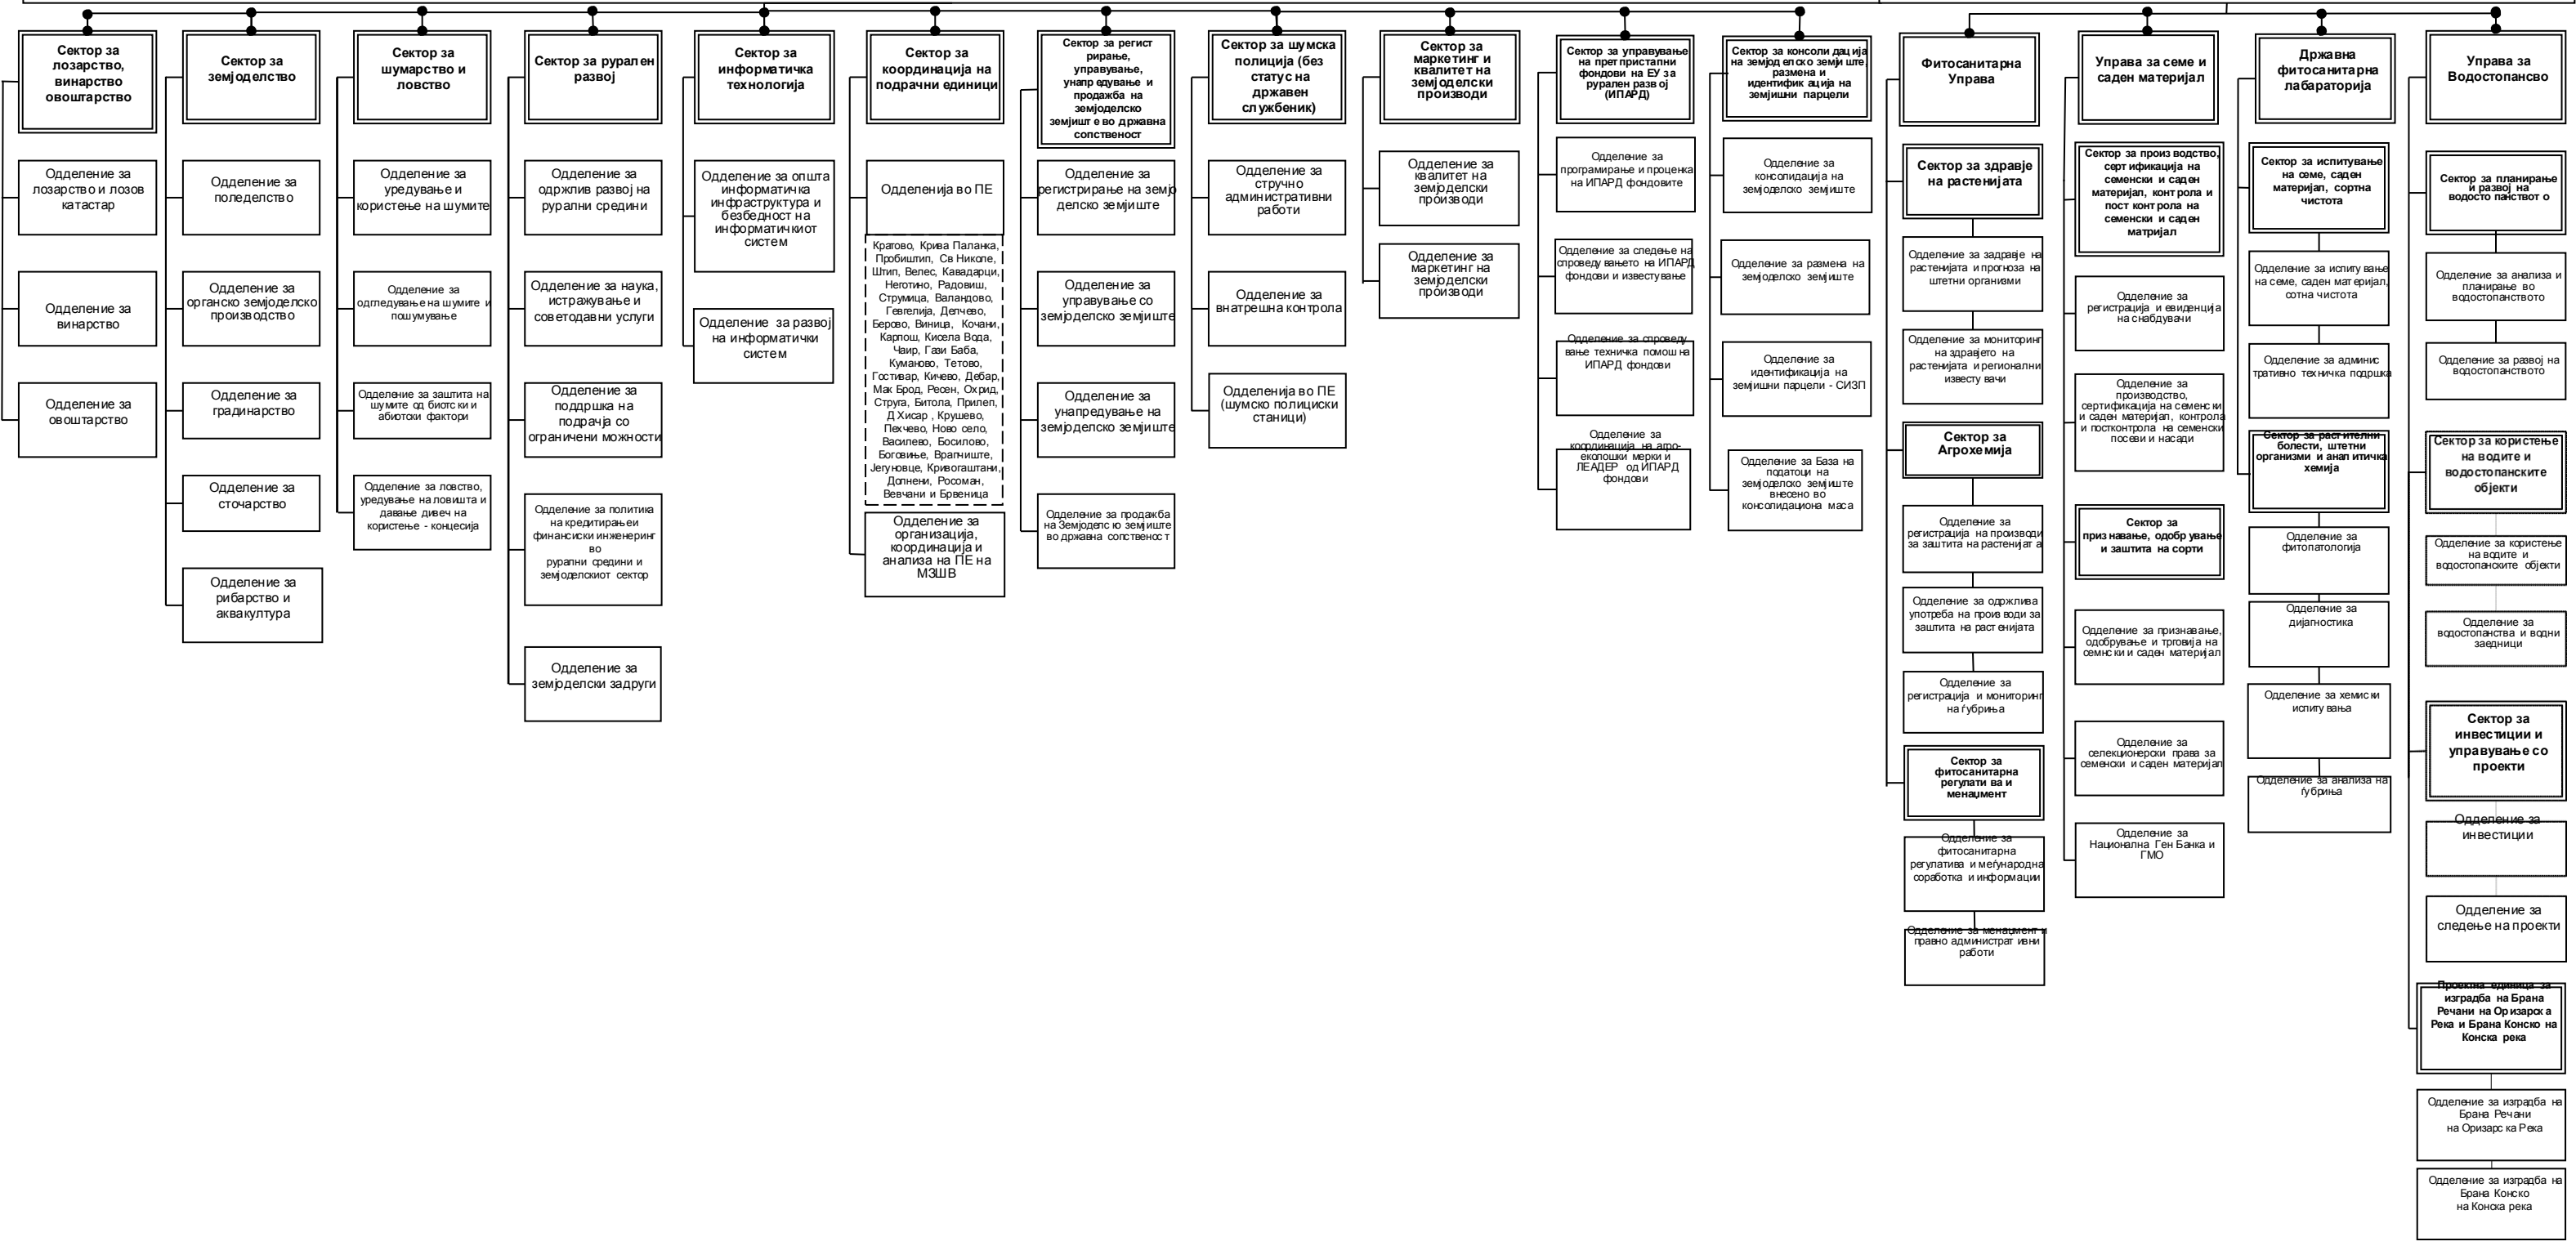 Сектор за
лозарство,
винарство
овоштарство
Одделение за
лозарство и лозов
катастар
Одделение за
винарство
Одделение за
овоштарство
Сектор за
земјоделство
Одделение за
поледелство
Одделение за
органско земјоделско
производство
Одделение за
градинарство
Одделение за
сточарство
Одделение за
рибарство и
аквакултура
Сектор за
шумарство и
ловство
Одделение за
уредување и
користење на шумите
Одделение за
одгледување на шумите и
пошумување
Одделение за заштита на
шумите од биотски и
абиотски фактори
Одделение за ловство,
уредување на ловишта и
давање дивеч на
користење - концесија
Сектор за рурален
развој
Одделение за
одржлив развој на
рурални средини
Одделение за наука,
истражување и
советодавни услуги
Одделение за
поддршка на
подрачја со
ограничени можности
Одделение за политика
на кредитирање и
финансиски инженеринг
во
рурални средини и
земјоделскиот сектор
Одделение за
земјоделски задруги
Сектор за
информатичка
технологија
Одделение за општа
информатичка
инфраструктура и
безбедност на
информатичкиот
систем
Одделение за развој
на информатички
систем
Сектор за
координација на
подрачни единици
Одделенија во ПЕ
Кратово, Крива Паланка,
Пробиштип, Св Николе,
Штип, Велес, Кавадарци,
Неготино, Радовиш,
Струмица, Валандово,
Гевгелија, Делчево,
Берово, Виница, Кочани,
Карпош, Кисела Вода,
Чаир, Гази Баба,
Куманово, Тетово,
Гостивар, Кичево, Дебар,
Мак Брод, Ресен, Охрид,
Струга, Битола, Прилеп,
Д Хисар , Крушево,
Пехчево, Ново село,
Василево, Босилово,
Боговиње, Врапчиште,
Јегуновце, Кривогаштани,
Долнени, Росоман,
Вевчани и Брвеница
Одделение за
организација,
координација и
анализа на ПЕ на
МЗШВ
Сектор за регист
рирање,
управување,
унапредување и
продажба на
земјоделско
земјиште во државна
сопственост
Одделение за
регистрирање на земјо
делско земјиште
Одделение за
управување со
земјоделско земјиште
Одделение за
унапредување на
земјоделско земјиште
Одделение за продажба
на Земјоделско земјиште
во државна сопственост
Сектор за шумска
полиција (без
статус на
државен
службеник)
Одделение за
стручно
административни
работи
Одделение за
внатрешна контрола
Одделенија во ПЕ
(шумско полициски
станици)
Сектор за
маркетинг и
квалитет на
земјоделски
производи
Одделение за
квалитет на
земјоделски
производи
Одделение за
маркетинг на
земјоделски
производи
Сектор за управување
на претпристапни
фондови на ЕУ за
рурален развој
(ИПАРД)
Одделение за
програмирање и проценка
на ИПАРД фондовите
Одделение за следење на
спроведувањето на ИПАРД
фондови и известување
Одделение за спроведу
вање техничка помош на
ИПАРД фондови
Одделение за
координација на агро-
еколошки мерки и
ЛЕАДЕР од ИПАРД
фондови
Сектор за консолидација
на земјоделско земјиште,
размена и
идентификација на
земјишни парцели
Одделение за
консолидација на
земјоделско земјиште
Одделение за размена на
земјоделско земјиште
Одделение за
идентификација на
земјишни парцели - СИЗП
Одделение за База на
податоци на
земјоделско земјиште
внесено во
консолидациона маса
Фитосанитарна
Управа
Сектор за здравје
на растенијата
Одделение за здравје на
растенијата и прогноза на
штетни организми
Одделение за мониторинг
на здравјето на
растенијата и регионални
известувачи
Сектор за
Агрохемија
Одделение за
регистрација на производи
за заштита на растенијата
Одделение за одржлива
употреба на производи за
заштита на растенијата
Одделение за
регистрација и мониторинг
на ѓубриња
Сектор за
фитосанитарна
регулатива и
менаџмент
Одделение за
фитосанитарна
регулатива и меѓународна
соработка и информации
Одделение за менаџмент и
правно административни
работи
Управа за семе и
саден материјал
Сектор за производство,
сертификација на
семенски и саден
материјал, контрола и
пост контрола на
семенски и саден
матријал
Одделение за
регистрација и евиденција
на снабдувачи
Одделение за
производство,
сертификација на семенски
и саден материјал, контрола
и постконтрола на семенски
посеви и насади
Сектор за
признавање, одобрување
и заштита на сорти
Одделение за признавање,
одобрување и трговија на
семнски и саден материјал
Одделение за
селекционерски права за
семенски и саден материјал
Одделение за
Национална Ген Банка и
ГМО
Државна
фитосанитарна
лабараторија
Сектор за испитување
на семе, саден
материјал, сортна
чистота
Одделение за испитување
на семе, саден материјал,
сотна чистота
Одделение за админис
тративно техничка подршка
Сектор за растителни
болести, штетни
организми и аналитичка
хемија
Одделение за
фитопатологија
Одделение за
дијагностика
Одделение за хемиски
испитувања
Одделение за анализа на
ѓубриња
Управа за
Водостопансво
Сектор за планирање
и развој на
водостопанството
Одделение за анализа и
планирање во
водостопанството
Одделение за развој на
водостопанството
Сектор за користење
на водите и
водостопанските
објекти
Одделение за користење
на водите и
водостопанските објекти
Одделение за
водостопанства и водни
заедници
Сектор за
инвестиции и
управување со
проекти
Одделение за
инвестиции
Одделение за
следење на проекти
Проектна единица за
изградба на Брана
Речани на Оризарска
Река и Брана Конско на
Конска река
Одделение за изградба на
Брана Речани
на Оризарска Река
Одделение за изградба на
Брана Конско
на Конска река